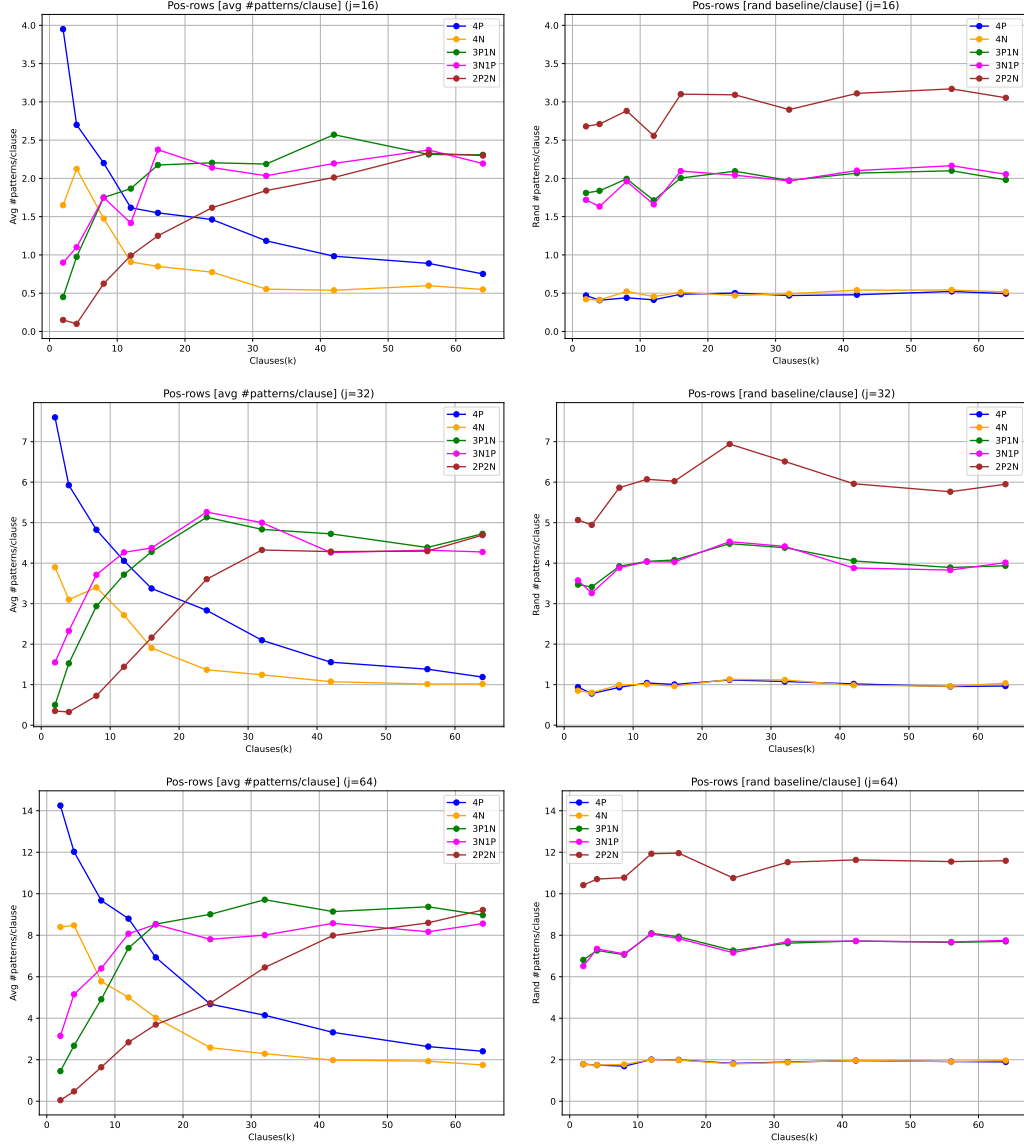 Pos-rows [avg #patterns/clause] (j=16)
4.0
3.5
3.0
2.5
2.0
1.5
1.0
0.5
0.0
Avg #patterns/clause
4P
4N
3P1N
3N1P
2P2N
0 10 20 30 40 50 60
Clauses(k)
Pos-rows [rand baseline/clause] (j=16)
4.0
3.5
3.0
2.5
2.0
1.5
1.0
0.5
0.0
Rand #patterns/clause
4P
4N
3P1N
3N1P
2P2N
0 10 20 30 40 50 60
Clauses(k)
Pos-rows [avg #patterns/clause] (j=32)
7
6
5
4
3
2
1
0
Avg #patterns/clause
4P
4N
3P1N
3N1P
2P2N
0 10 20 30 40 50 60
Clauses(k)
Pos-rows [rand baseline/clause] (j=32)
7
6
5
4
3
2
1
0
Rand #patterns/clause
4P
4N
3P1N
3N1P
2P2N
0 10 20 30 40 50 60
Clauses(k)
Pos-rows [avg #patterns/clause] (j=64)
14
12
10
8
6
4
2
0
Avg #patterns/clause
4P
4N
3P1N
3N1P
2P2N
0 10 20 30 40 50 60
Clauses(k)
Pos-rows [rand baseline/clause] (j=64)
14
12
10
8
6
4
2
0
Rand #patterns/clause
4P
4N
3P1N
3N1P
2P2N
0 10 20 30 40 50 60
Clauses(k)